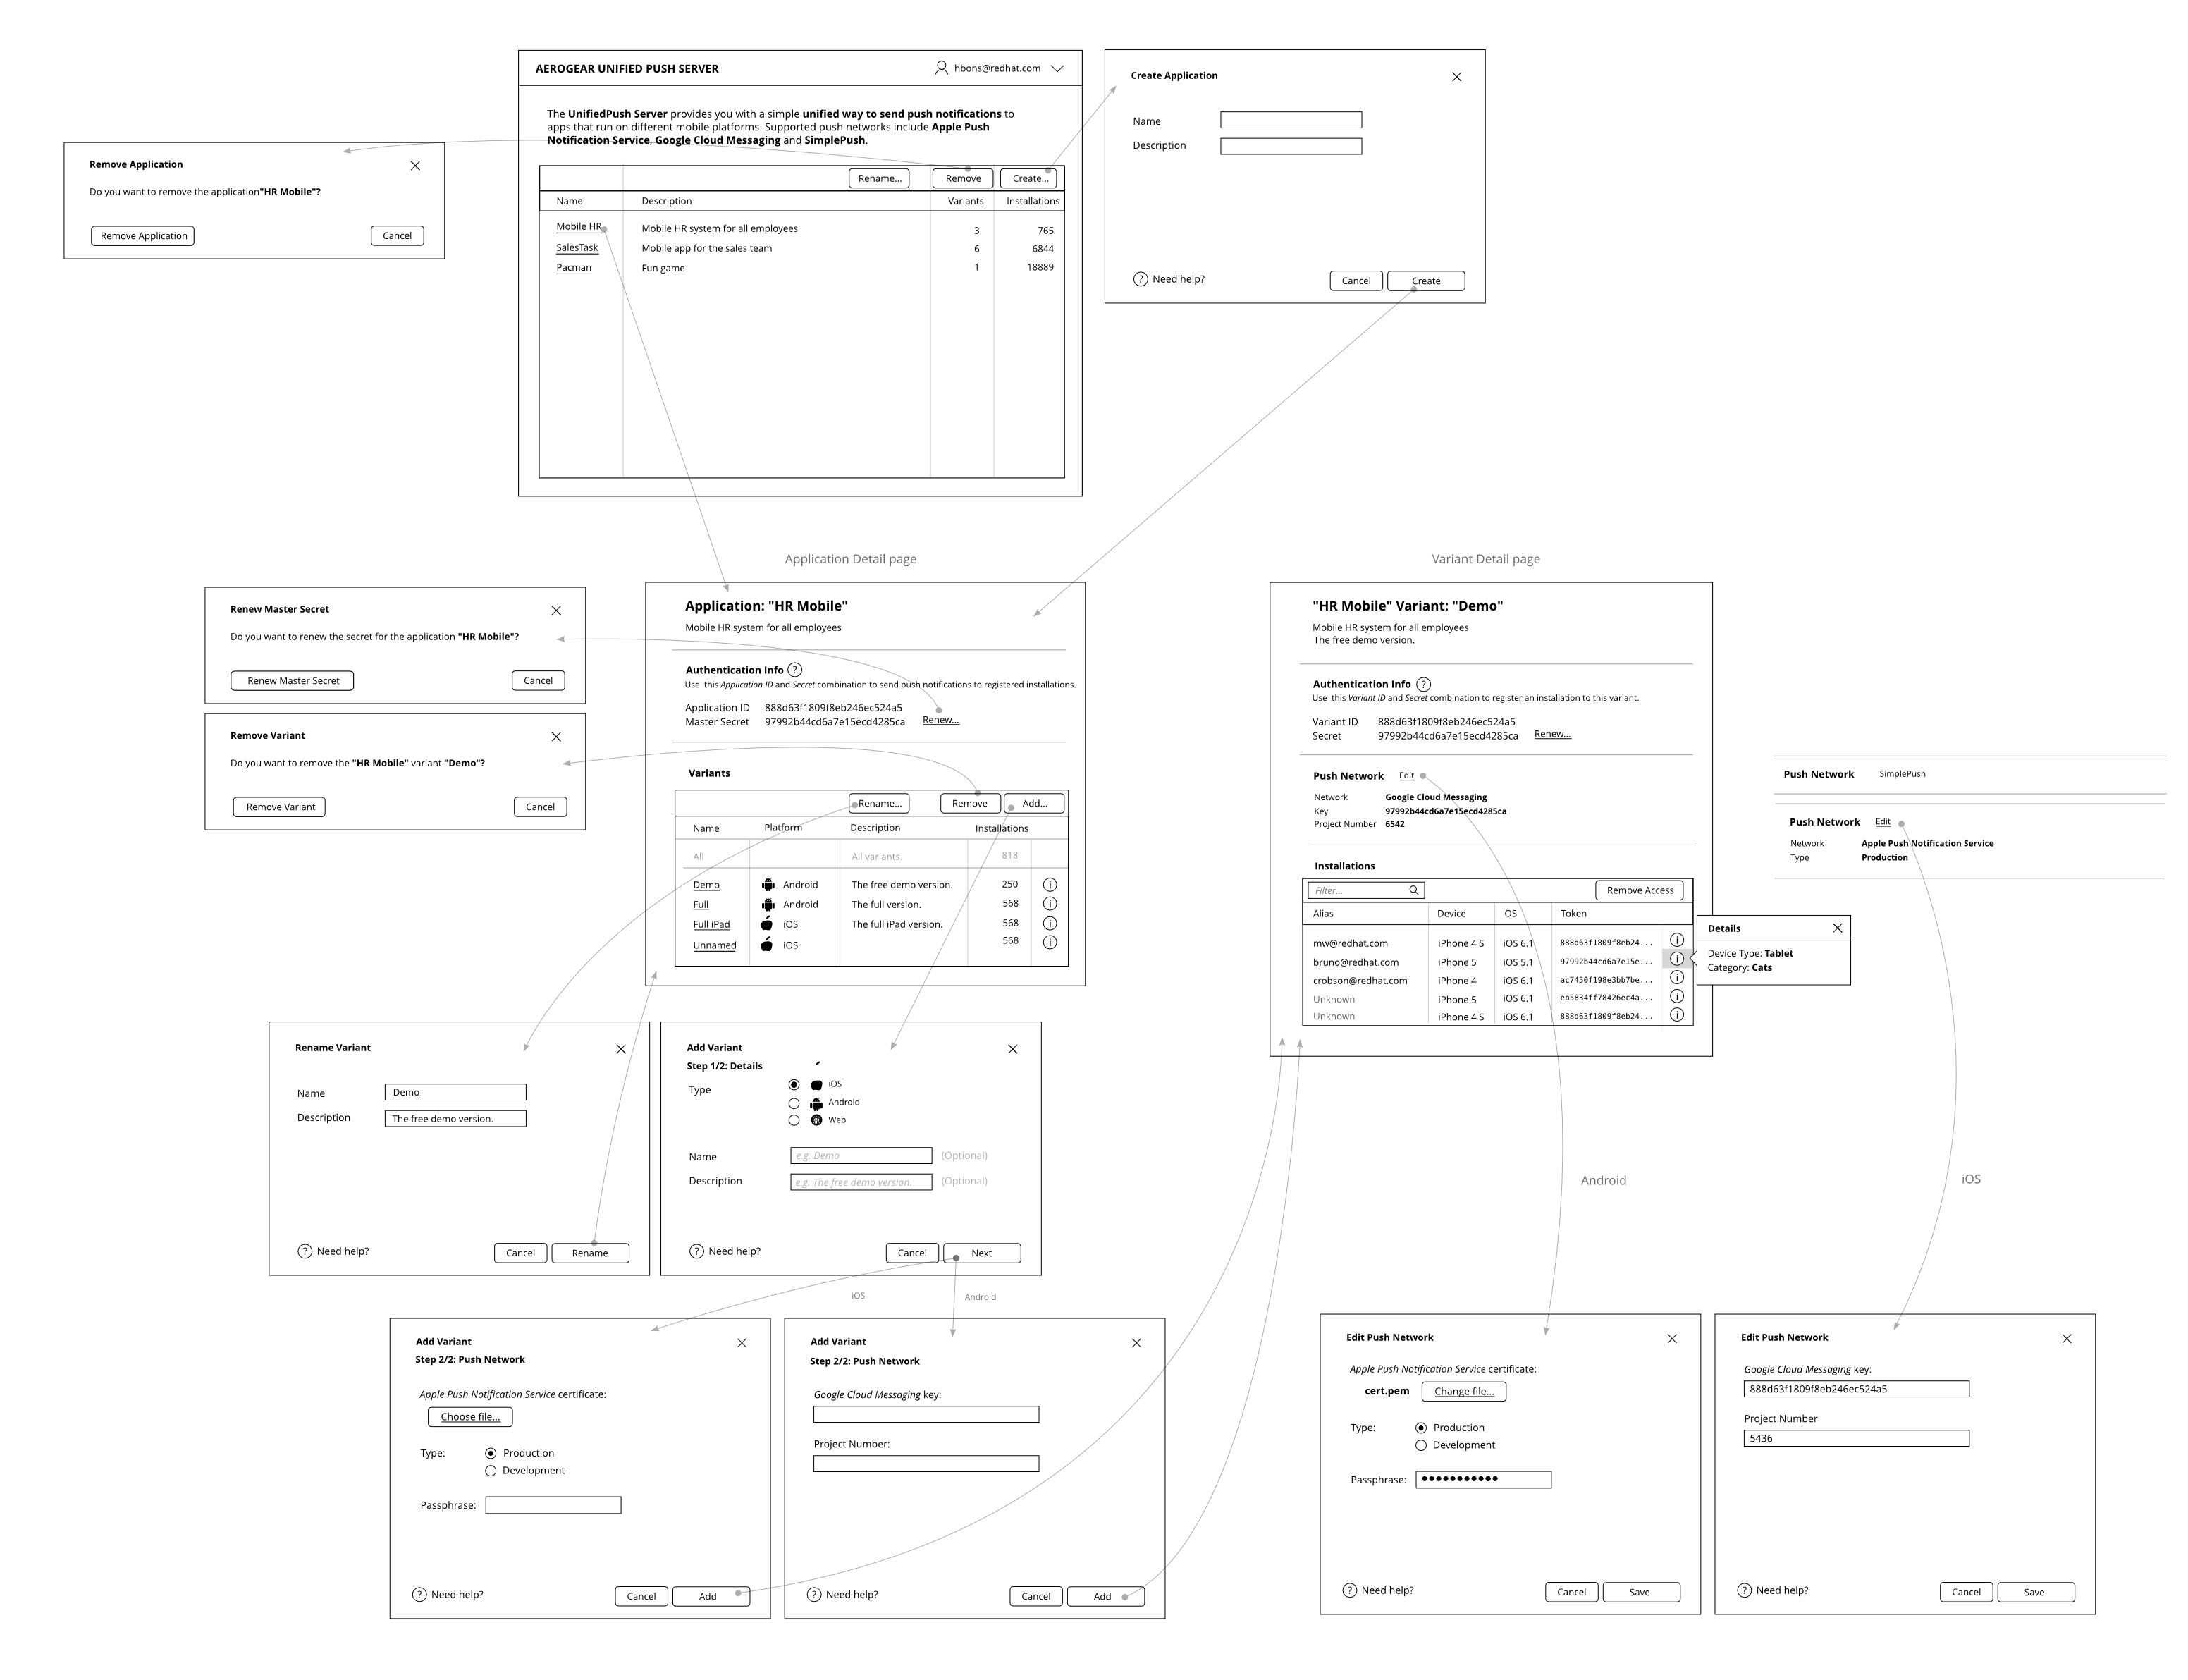 AEROGEAR UNIFIED PUSH SERVER
hbons@redhat.com
The UnifiedPush Server provides you with a simple unified way to send push notifications to
apps that run on different mobile platforms. Supported push networks include Apple Push
Notification Service, Google Cloud Messaging and SimplePush.
Rename... Remove Create...
Name Description Variants Installations
Mobile HR Mobile HR system for all employees 3 765
SalesTask Mobile app for the sales team 6 6844
Pacman Fun game 1 18889
Create Application
Name
Description
? Need help? Cancel Create
Remove Application
Do you want to remove the application"HR Mobile"?
Remove Application Cancel
Application Detail page
Application: "HR Mobile"
Mobile HR system for all employees
Authentication Info ?
Use this Application ID and Secret combination to send push notifications to registered installations.
Application ID 888d63f1809f8eb246ec524a5
Master Secret 97992b44cd6a7e15ecd4285ca Renew...
Variants
Rename... Remove Add...
Name Platform Description Installations
All All variants. 818
Demo Android The free demo version. 250 i
Full Android The full version. 568 i
Full iPad iOS The full iPad version. 568 i
Unnamed iOS 568 i
Renew Master Secret
Do you want to renew the secret for the application "HR Mobile"?
Renew Master Secret Cancel
Remove Variant
Do you want to remove the "HR Mobile" variant "Demo"?
Remove Variant Cancel
Variant Detail page
"HR Mobile" Variant: "Demo"
Mobile HR system for all employees
The free demo version.
Authentication Info ?
Use this Variant ID and Secret combination to register an installation to this variant.
Variant ID 888d63f1809f8eb246ec524a5
Secret 97992b44cd6a7e15ecd4285ca Renew...
Push Network Edit
Network Google Cloud Messaging
Key 97992b44cd6a7e15ecd4285ca
Project Number 6542
Installations
Filter... Remove Access
Alias Device OS Token
mw@redhat.com iPhone 4 S iOS 6.1 888d63f1809f8eb24... i
bruno@redhat.com iPhone 5 iOS 5.1 97992b44cd6a7e15e... i
crobson@redhat.com iPhone 4 iOS 6.1 ac7450f198e3bb7be... i
Unknown iPhone 5 iOS 6.1 eb5834ff78426ec4a... i
Unknown iPhone 4 S iOS 6.1 888d63f1809f8eb24... i
Details
Device Type: Tablet
Category: Cats
Push Network SimplePush
Push Network Edit
Network Apple Push Notification Service
Type Production
Rename Variant
Name Demo
Description The free demo version.
? Need help? Cancel Rename
Add Variant
Step 1/2: Details
Type iOS
Android
Web
Name e.g. Demo (Optional)
Description e.g. The free demo version. (Optional)
? Need help? Cancel Next
iOS
Android
Android
iOS
Add Variant
Step 2/2: Push Network
Apple Push Notification Service certificate:
Choose file...
Type: Production
Development
Passphrase:
? Need help? Cancel Add
Add Variant
Step 2/2: Push Network
Google Cloud Messaging key:
Project Number:
? Need help? Cancel Add
Edit Push Network
Apple Push Notification Service certificate:
cert.pem Change file...
Type: Production
Development
Passphrase: ●●●●●●●●●●●
? Need help? Cancel Save
Edit Push Network
Google Cloud Messaging key:
888d63f1809f8eb246ec524a5
Project Number
5436
? Need help? Cancel Save